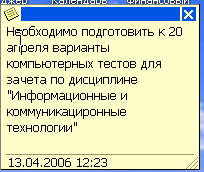 Необходимо подготовить к 20
апреля варианты
компьютерных тестов для
зачета по дисциплине
"Информационные и
коммуникационные
технологии"
13.04.2006 12:23